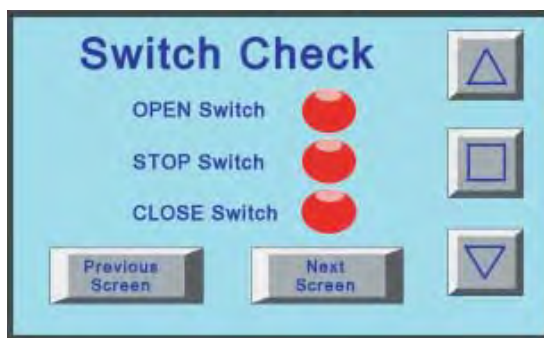 Switch Check
OPEN Switch
STOP Switch
CLOSE Switch
Previous
Screen
Next
Screen